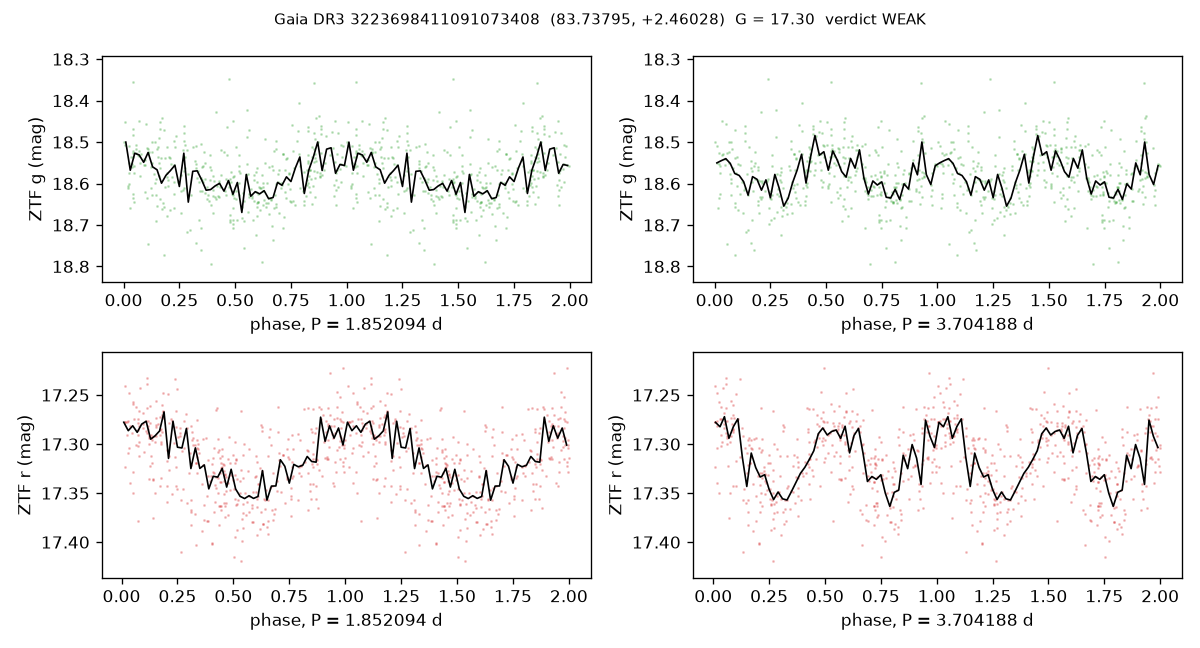 Gaia DR3 3223698411091073408 (83.73795, +2.46028) G = 17.30 verdict WEAK
ZTF g (mag)
18.3
18.4
18.5
18.6
18.7
18.8
0.00 0.25 0.50 0.75 1.00 1.25 1.50 1.75 2.00
phase, P = 1.852094 d
ZTF g (mag)
18.3
18.4
18.5
18.6
18.7
18.8
0.00 0.25 0.50 0.75 1.00 1.25 1.50 1.75 2.00
phase, P = 3.704188 d
ZTF r (mag)
17.25
17.30
17.35
17.40
0.00 0.25 0.50 0.75 1.00 1.25 1.50 1.75 2.00
phase, P = 1.852094 d
ZTF r (mag)
17.25
17.30
17.35
17.40
0.00 0.25 0.50 0.75 1.00 1.25 1.50 1.75 2.00
phase, P = 3.704188 d